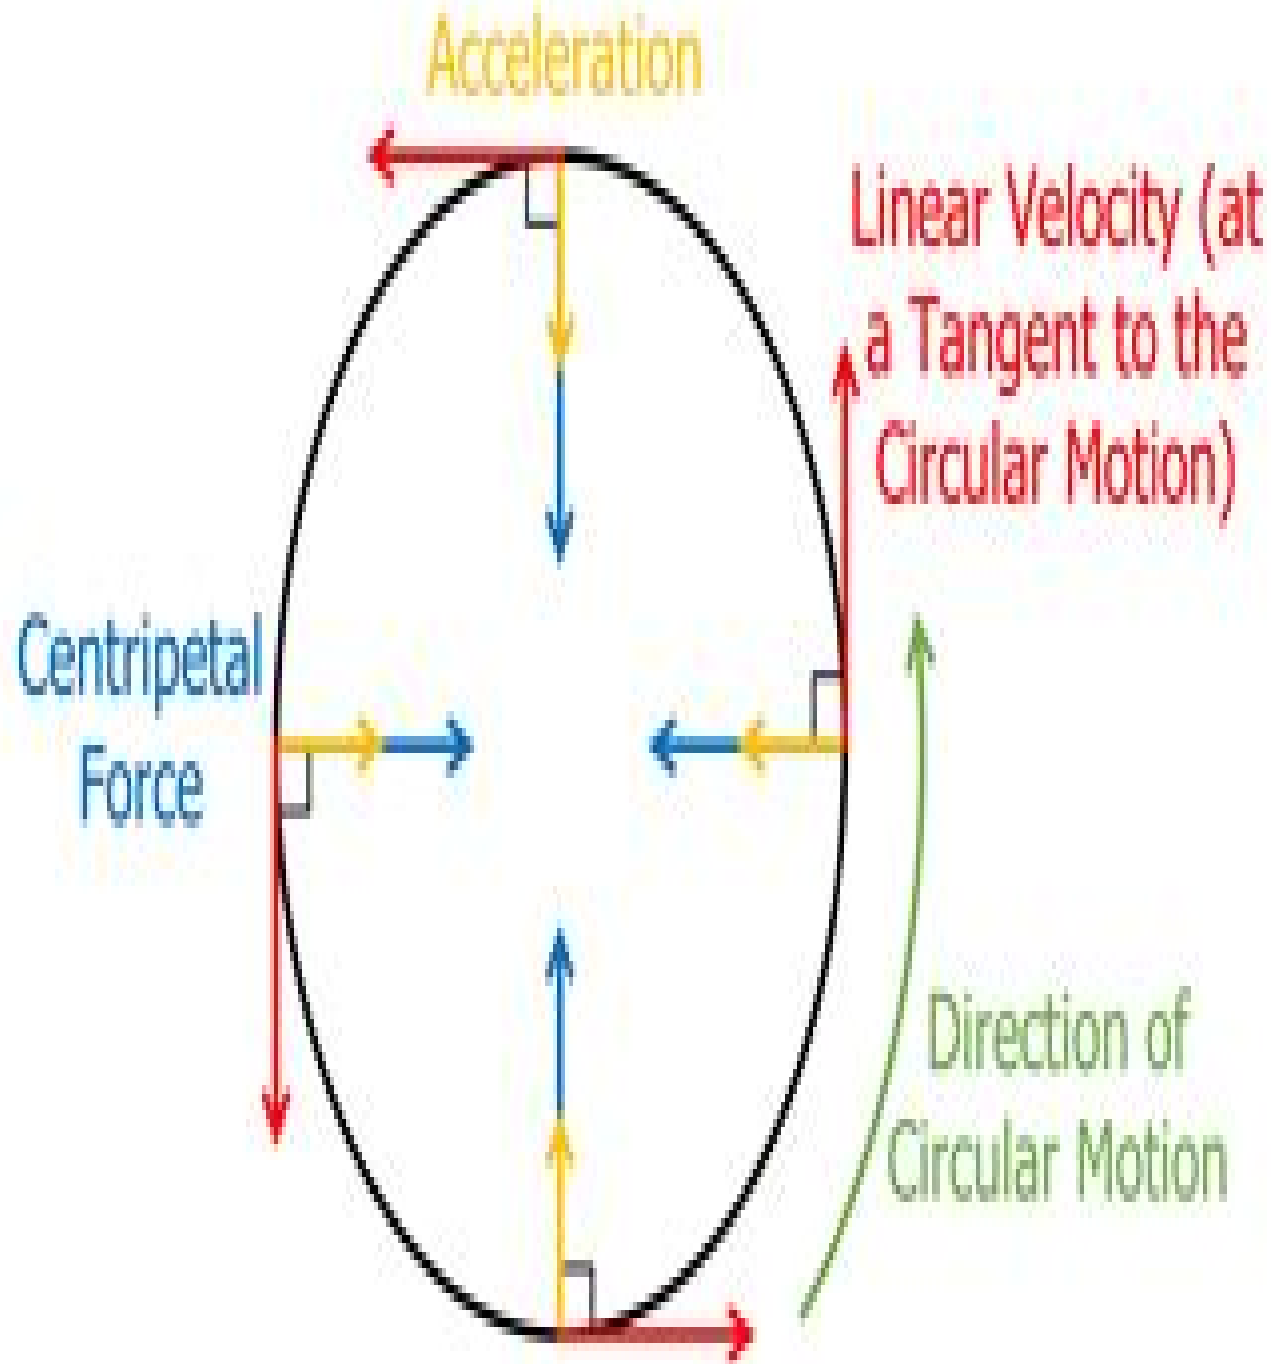 Acceleration
Linear Velocity (at
a Tangent to the
Circular Motion)
Centripetal
Force
Direction of
Circular Motion